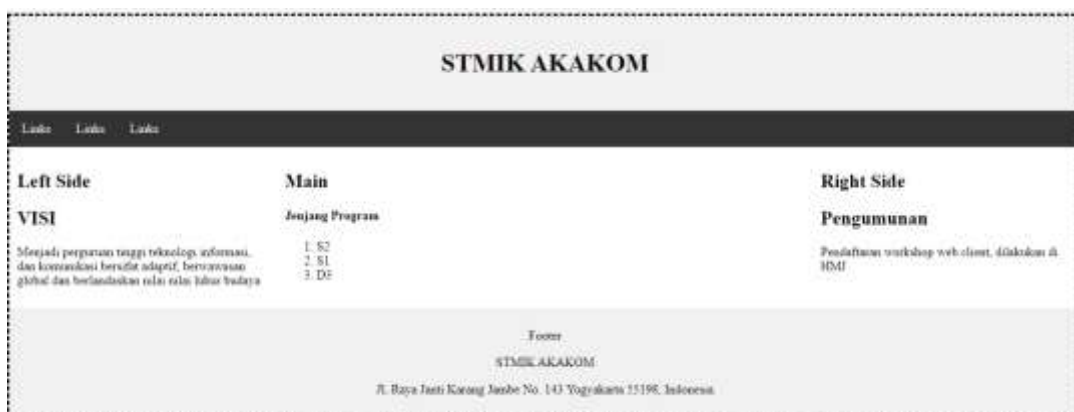 STMIK AKAKOM
Links Links Links
Left Side
VISI
Menjadi perguruan tinggi teknologi informasi,
dan komunikasi bersifat adaptif, berwawasan
global dan berlandaskan nilai nilai luhur budaya
Main
Jenjang Program
1. S2
2. S1
3. D3
Right Side
Pengumunan
Pendaftaran workshop web client, dilakukan di
HMJ
Footer
STMIK AKAKOM
Jl. Raya Janti Karang Jambe No. 143 Yogyakarta 55198, Indonesia